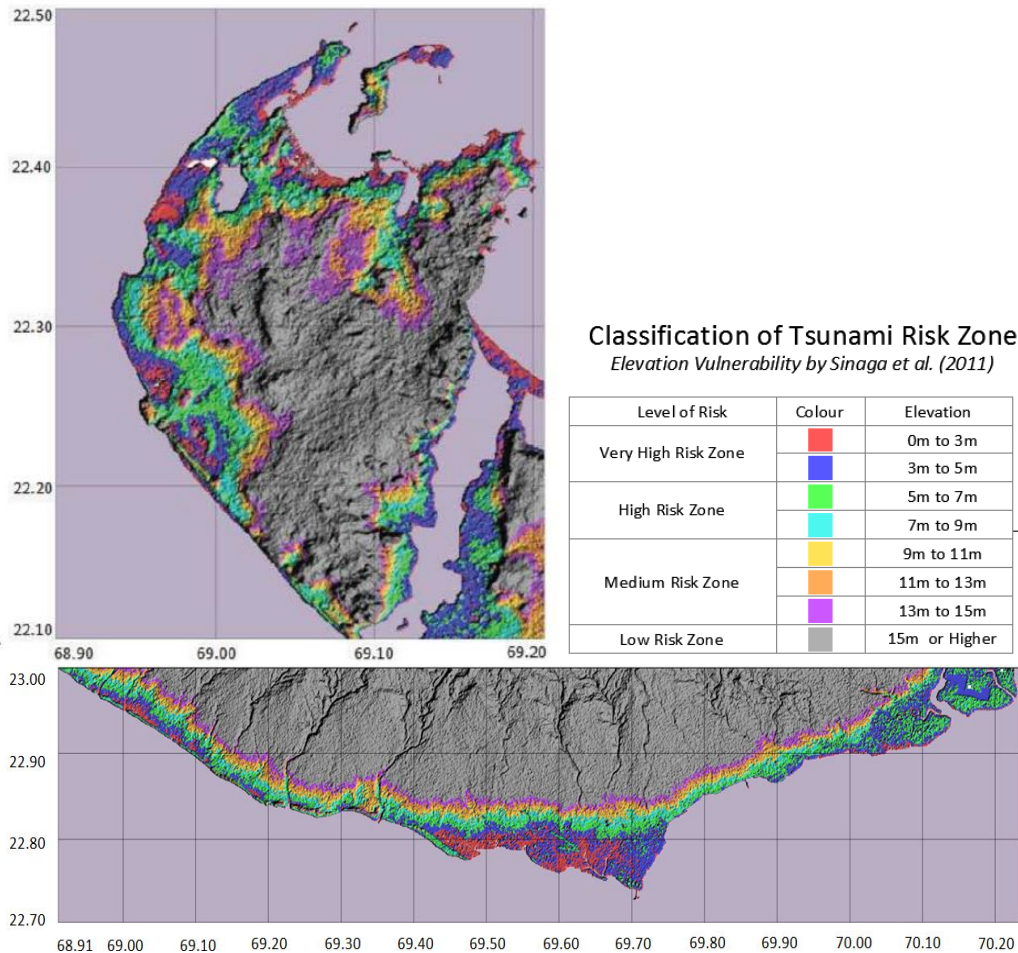 22.50
22.40
22.30
22.20
22.10
68.90 69.00 69.10 69.20
Classification of Tsunami Risk Zone
Elevation Vulnerability by Sinaga et al. (2011)
Level of Risk Colour Elevation
Very High Risk Zone 0m to 3m
3m to 5m
High Risk Zone 5m to 7m
7m to 9m
Medium Risk Zone 9m to 11m
11m to 13m
13m to 15m
Low Risk Zone 15m or Higher
23.00
22.90
22.80
22.70
68.91 69.00 69.10 69.20 69.30 69.40 69.50 69.60 69.70 69.80 69.90 70.00 70.10 70.20